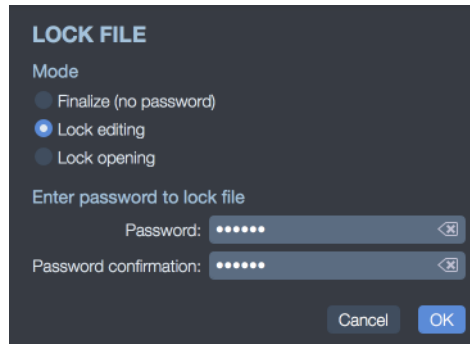 LOCK FILE
Mode
Finalize (no password)
Lock editing
Lock opening
Enter password to lock file
Password: ••••••
Password confirmation: ••••••
Cancel OK